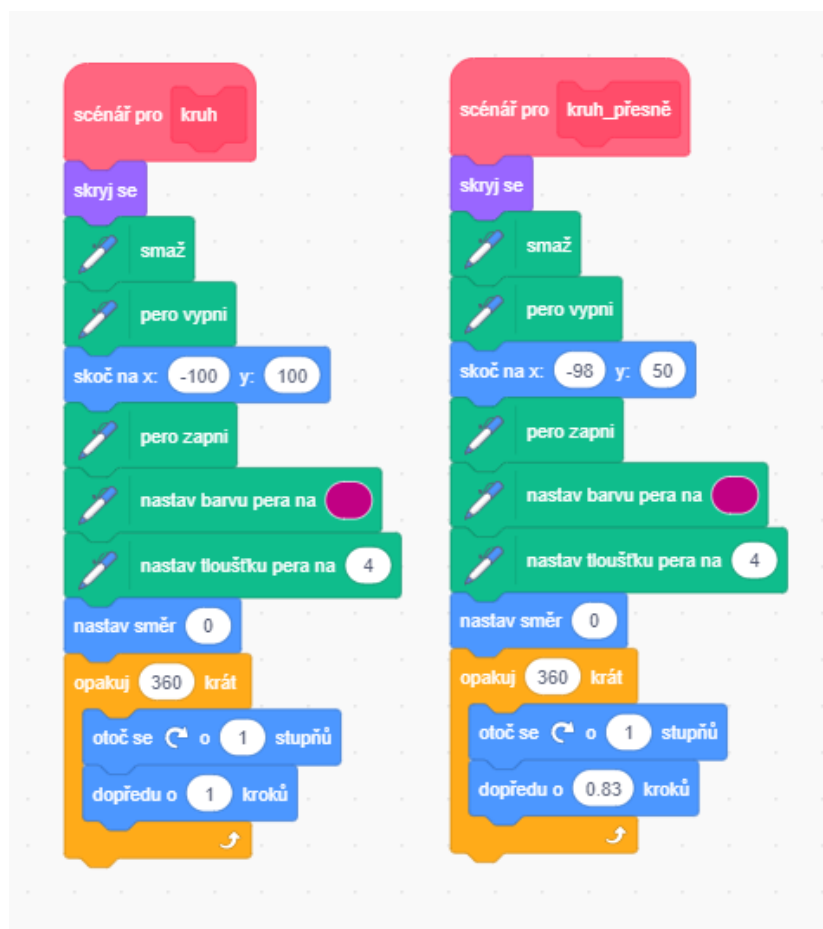 scénář pro kruh
skryj se
smaž
pero vypni
skoč na x: -100 y: 100
pero zapni
nastav barvu pera na
nastav tloušťku pera na 4
nastav směr 0
opakuj 360 krát
otoč se o 1 stupňů
dopředu o 1 kroků
scénář pro kruh_přesně
skryj se
smaž
pero vypni
skoč na x: -98 y: 50
pero zapni
nastav barvu pera na
nastav tloušťku pera na 4
nastav směr 0
opakuj 360 krát
otoč se o 1 stupňů
dopředu o 0.83 kroků